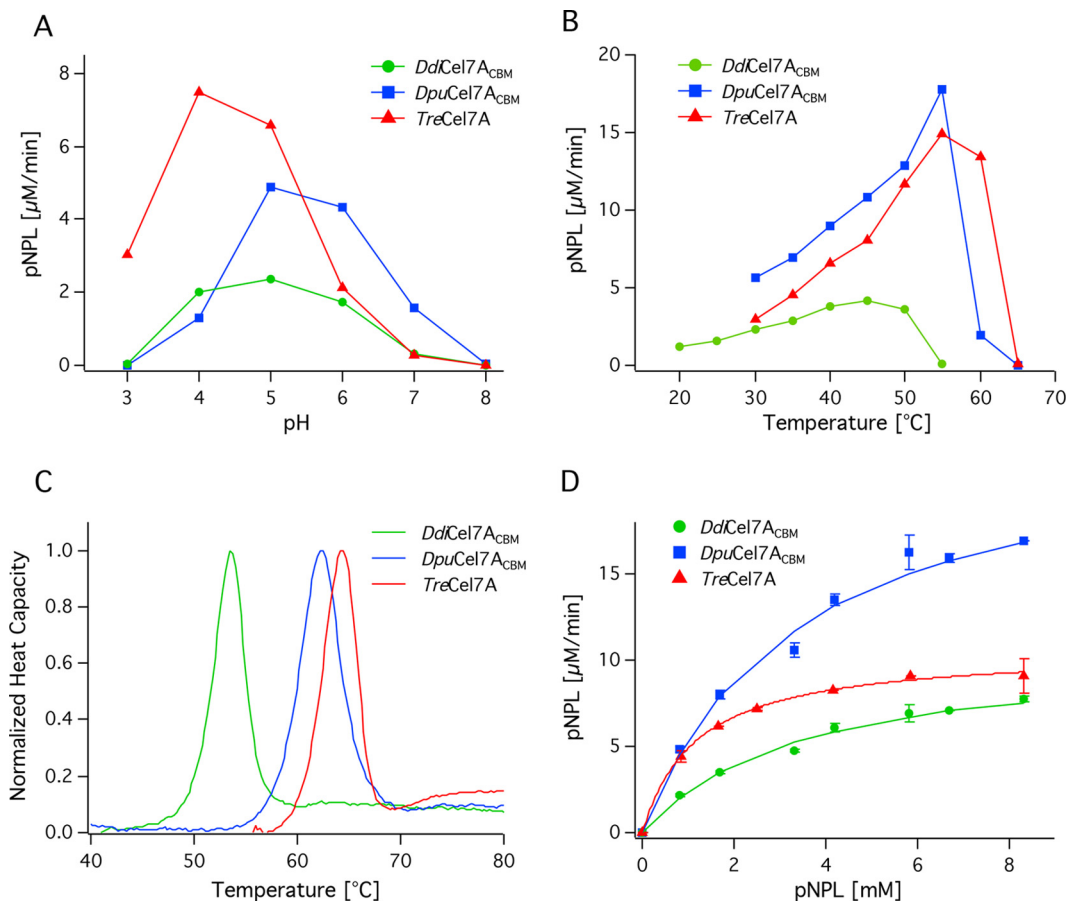 A
pNPL [µM/min]
8
6
4
2
0
3 4 5 6 7 8
pH
DdiCel7ACBM
DpuCel7ACBM
TreCel7A
B
pNPL [µM/min]
20
15
10
5
0
20 30 40 50 60 70
Temperature [°C]
DdiCel7ACBM
DpuCel7ACBM
TreCel7A
C
Normalized Heat Capacity
1.0
0.8
0.6
0.4
0.2
0.0
40 50 60 70 80
Temperature [°C]
DdiCel7ACBM
DpuCel7ACBM
TreCel7A
D
pNPL [µM/min]
15
10
5
0
0 2 4 6 8
pNPL [mM]
DdiCel7ACBM
DpuCel7ACBM
TreCel7A